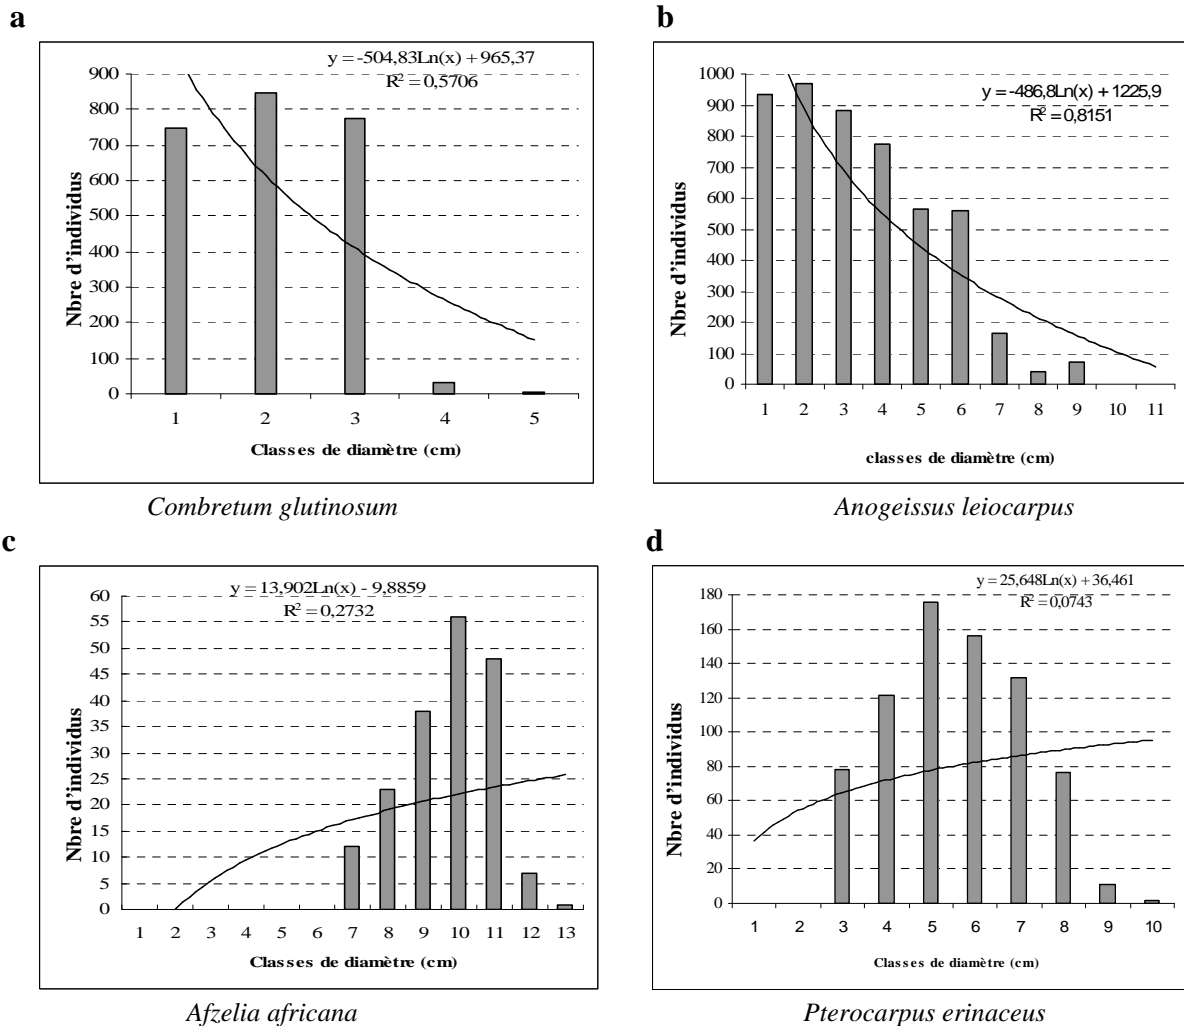 a
y = -504,83Ln(x) + 965,37
R² = 0,5706
900
800
700
600
500
400
300
200
100
0
Nbre d'individus
1 2 3 4 5
Classes de diamètre (cm)
Combretum glutinosum
b
y = -486,8Ln(x) + 1225,9
R² = 0,8151
1000
900
800
700
600
500
400
300
200
100
0
Nbre d'individus
1 2 3 4 5 6 7 8 9 10 11
classes de diamètre (cm)
Anogeissus leiocarpus
c
y = 13,902Ln(x) - 9,8859
R² = 0,2732
60
55
50
45
40
35
30
25
20
15
10
5
0
Nbre d'individus
1 2 3 4 5 6 7 8 9 10 11 12 13
Classes de diamètre (cm)
Afzelia africana
d
y = 25,648Ln(x) + 36,461
R² = 0,0743
180
160
140
120
100
80
60
40
20
0
Nbre d'individus
1 2 3 4 5 6 7 8 9 10
Classes de diamètre (cm)
Pterocarpus erinaceus